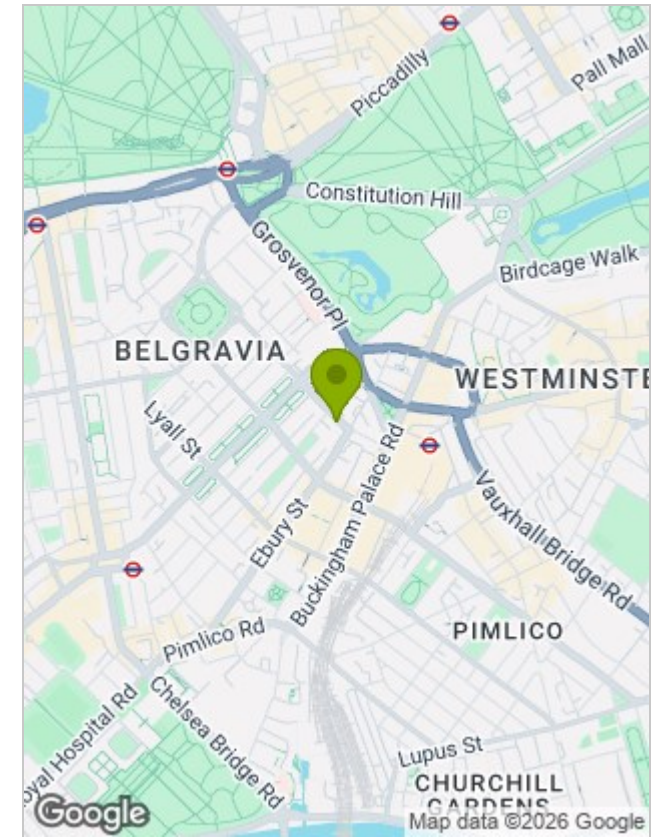 Piccadilly
Pall Mall
Constitution Hill
Birdcage Walk
Grosvenor Pl
BELGRAVIA
WESTMINSTE
Lyall St
Ebury St
Buckingham Palace Rd
Vauxhall Bridge Rd
PIMLICO
Pimlico Rd
oyal Hospital Rd
Chelsea Bridge Rd
Lupus St
CHURCHILL
GARDENS
Google
Map data ©2026 Google